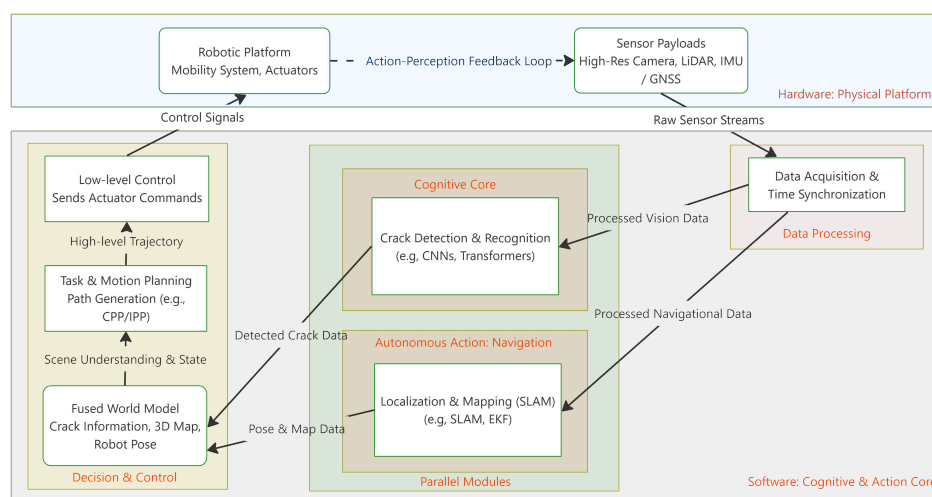 Robotic Platform
Mobility System, Actuators
Action-Perception Feedback Loop
Sensor Payloads
High-Res Camera, LiDAR, IMU
/ GNSS
Hardware: Physical Platform
Control Signals
Raw Sensor Streams
Low-level Control
Sends Actuator Commands
High-level Trajectory
Task & Motion Planning
Path Generation (e.g.,
CPP/IPP)
Scene Understanding & State
Fused World Model
Crack Information, 3D Map,
Robot Pose
Decision & Control
Cognitive Core
Crack Detection & Recognition
(e.g, CNNs, Transformers)
Detected Crack Data
Autonomous Action: Navigation
Localization & Mapping (SLAM)
(e.g, SLAM, EKF)
Pose & Map Data
Parallel Modules
Data Acquisition &
Time Synchronization
Data Processing
Processed Vision Data
Processed Navigational Data
Software: Cognitive & Action Core